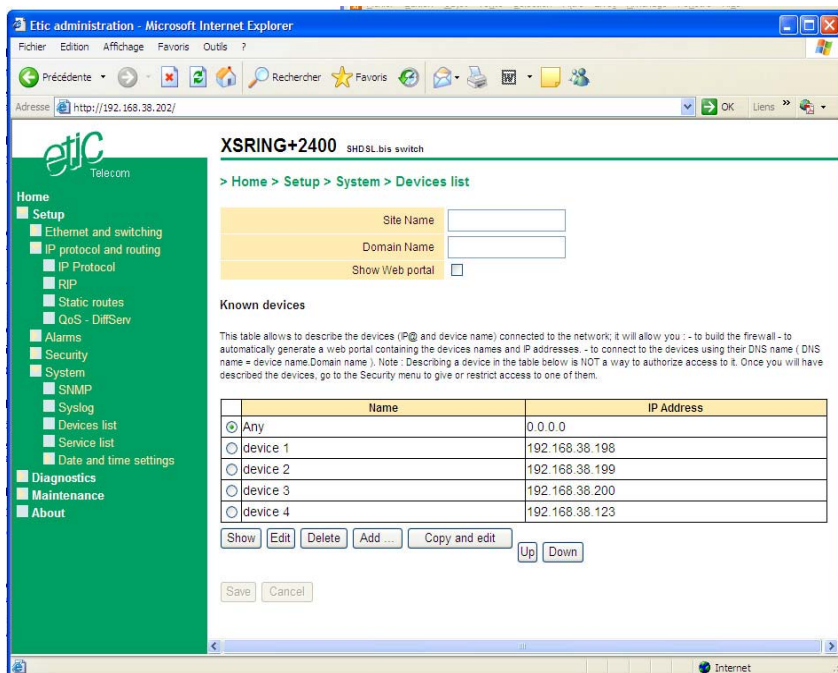 Etic administration - Microsoft Internet Explorer
Fichier Edition Affichage Favoris Outils ?
Précédente Rechercher Favoris
Adresse http://192.168.38.202/ OK Liens »
etic
Telecom
XSRING+2400 SHDSL.bis switch
> Home > Setup > System > Devices list
Home
Setup
Ethernet and switching
IP protocol and routing
IP Protocol
RIP
Static routes
QoS - DiffServ
Alarms
Security
System
SNMP
Syslog
Devices list
Service list
Date and time settings
Diagnostics
Maintenance
About
Site Name
Domain Name
Show Web portal
Known devices
This table allows to describe the devices (IP@ and device name) connected to the network; it will allow you : - to build the firewall - to
automatically generate a web portal containing the devices names and IP addresses. - to connect to the devices using their DNS name ( DNS
name = device name.Domain name ). Note : Describing a device in the table below is NOT a way to authorize access to it. Once you will have
described the devices, go to the Security menu to give or restrict access to one of them.
Name IP Address
Any 0.0.0.0
device 1 192.168.38.198
device 2 192.168.38.199
device 3 192.168.38.200
device 4 192.168.38.123
Show Edit Delete Add ... Copy and edit
Up Down
Save Cancel
Internet